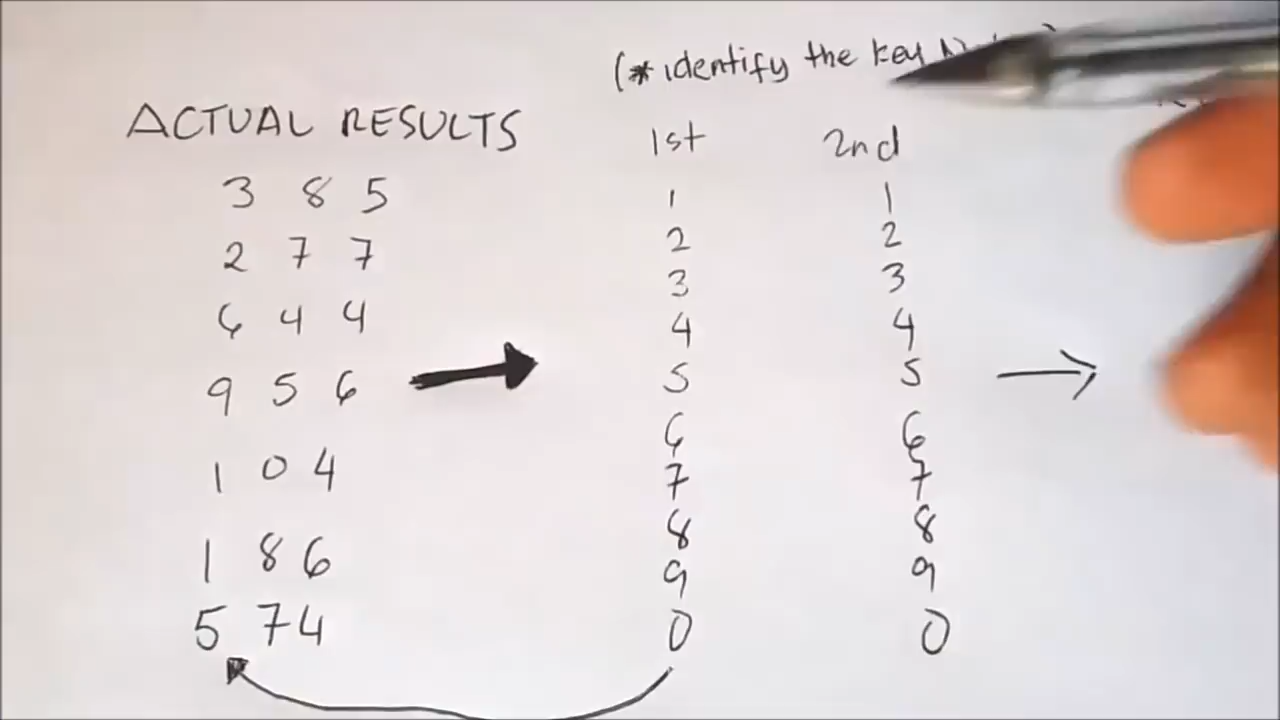 (* identify the key
ACTUAL RESULTS 1st 2nd
3 8 5 1 1
2 7 7 2 2
3 3
6 4 4 4 4
9 5 6 5 5
6 6
1 0 4 7 7
1 8 6 8 8
9 9
5 7 4 0 0